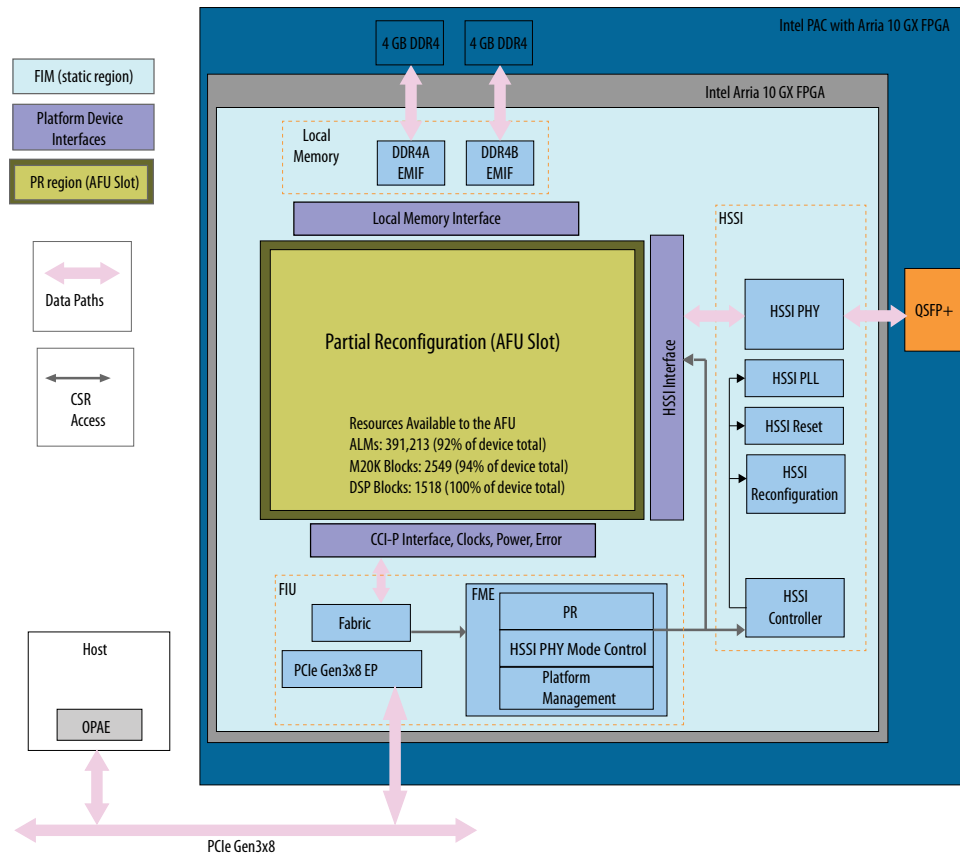 Intel PAC with Arria 10 GX FPGA
4 GB DDR4
4 GB DDR4
FIM (static region)
Platform Device
Interfaces
PR region (AFU Slot)
Data Paths
CSR
Access
Intel Arria 10 GX FPGA
Local
Memory
DDR4A
EMIF
DDR4B
EMIF
Local Memory Interface
HSSI
HSSI Interface
HSSI PHY
QSFP+
HSSI PLL
HSSI Reset
HSSI
Reconfiguration
HSSI
Controller
Partial Reconfiguration (AFU Slot)
Resources Available to the AFU
ALMs: 391,213 (92% of device total)
M20K Blocks: 2549 (94% of device total)
DSP Blocks: 1518 (100% of device total)
CCI-P Interface, Clocks, Power, Error
FIU
Fabric
PCIe Gen3x8 EP
FME
PR
HSSI PHY Mode Control
Platform
Management
Host
OPAE
PCIe Gen3x8